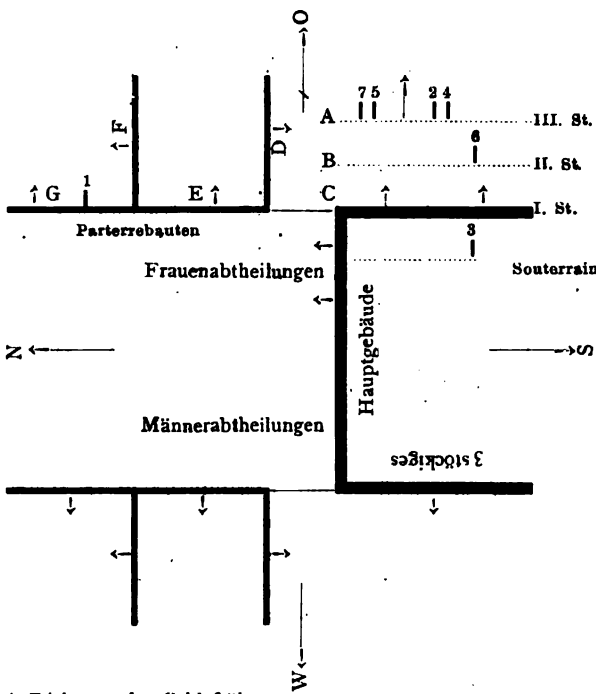 O
7 5 2 4
A III. St.
F
6
D
B II. St.
G 1 E C I. St.
Parterrebauten
3
Frauenabtheilungen Souterrain
N Hauptgebäude S
Männerabtheilungen
3 stöckiges
W